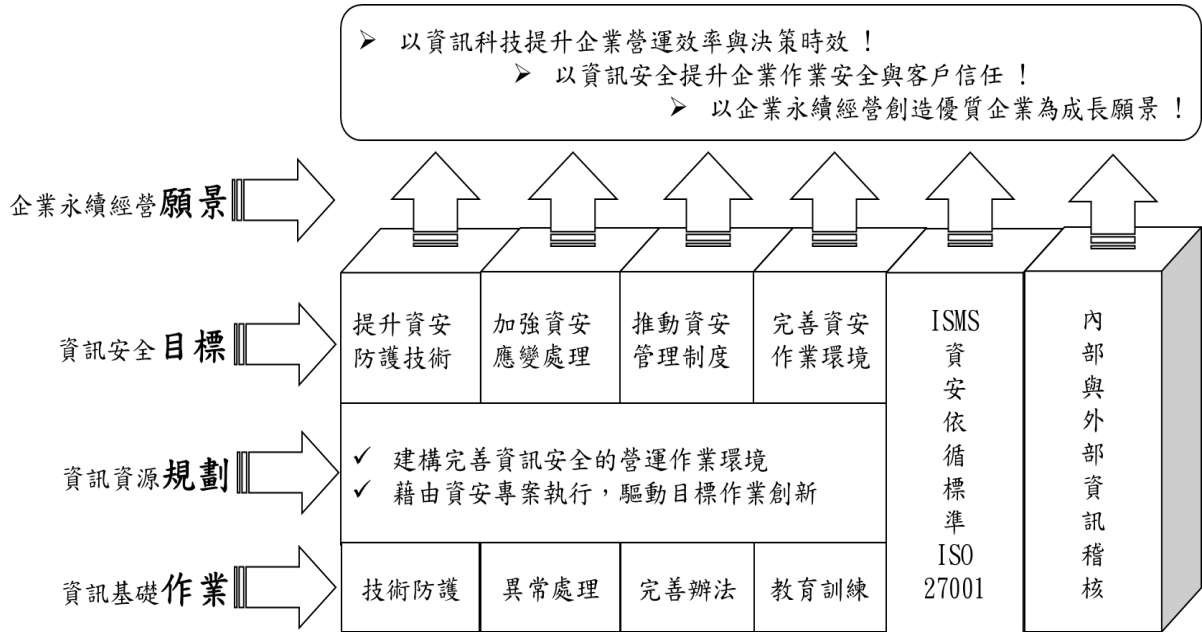 ➢ 以資訊科技提升企業營運效率與決策時效 !
➢ 以資訊安全提升企業作業安全與客戶信任 !
➢ 以企業永續經營創造優質企業為成長願景 !
企業永續經營願景
資訊安全目標
提升資安
防護技術
加強資安
應變處理
推動資安
管理制度
完善資安
作業環境
資訊資源規劃
✓ 建構完善資訊安全的營運作業環境
✓ 藉由資安專案執行，驅動目標作業創新
資訊基礎作業
技術防護
異常處理
完善辦法
教育訓練
ISMS
資
安
依
循
標
準
ISO
27001
內
部
與
外
部
資
訊
稽
核